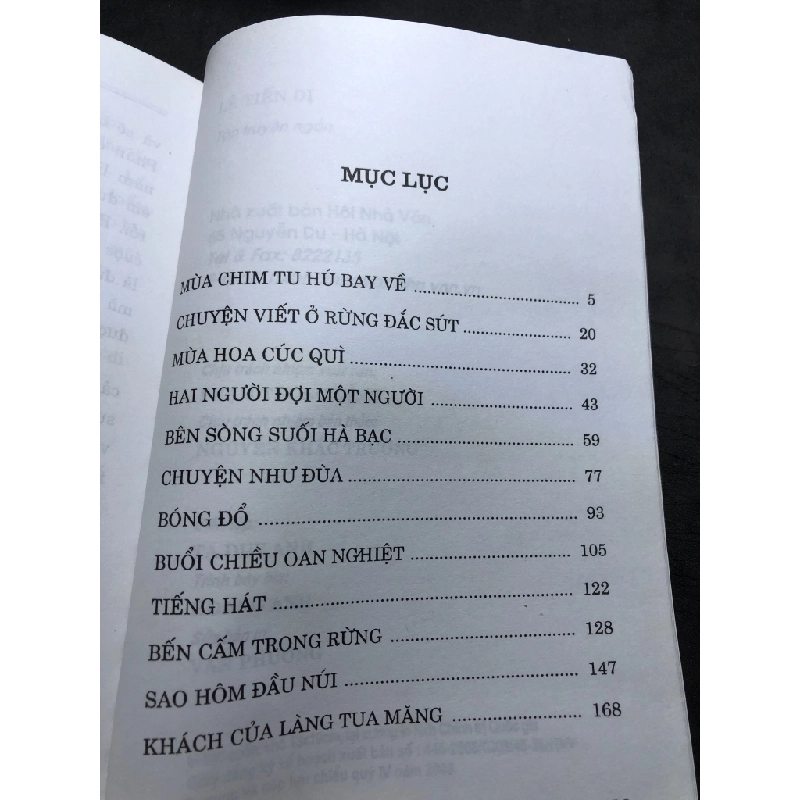 MỤC LỤC
MÙA CHIM TU HÚ BAY VỀ ........ 5
CHUYỆN VIẾT Ở RỪNG ĐẮC SÚT ........ 20
MÙA HOA CÚC QUÌ ........ 32
HAI NGƯỜI ĐỢI MỘT NGƯỜI ........ 43
BÊN SÒNG SUỐI HÀ BẠC ........ 59
CHUYỆN NHƯ ĐÙA ........ 77
BÓNG ĐỔ ........ 93
BUỔI CHIỀU OAN NGHIỆT ........ 105
TIẾNG HÁT ........ 122
BẾN CẤM TRONG RỪNG ........ 128
SAO HÔM ĐẦU NÚI ........ 147
KHÁCH CỦA LÀNG TUA MĂNG ........ 168